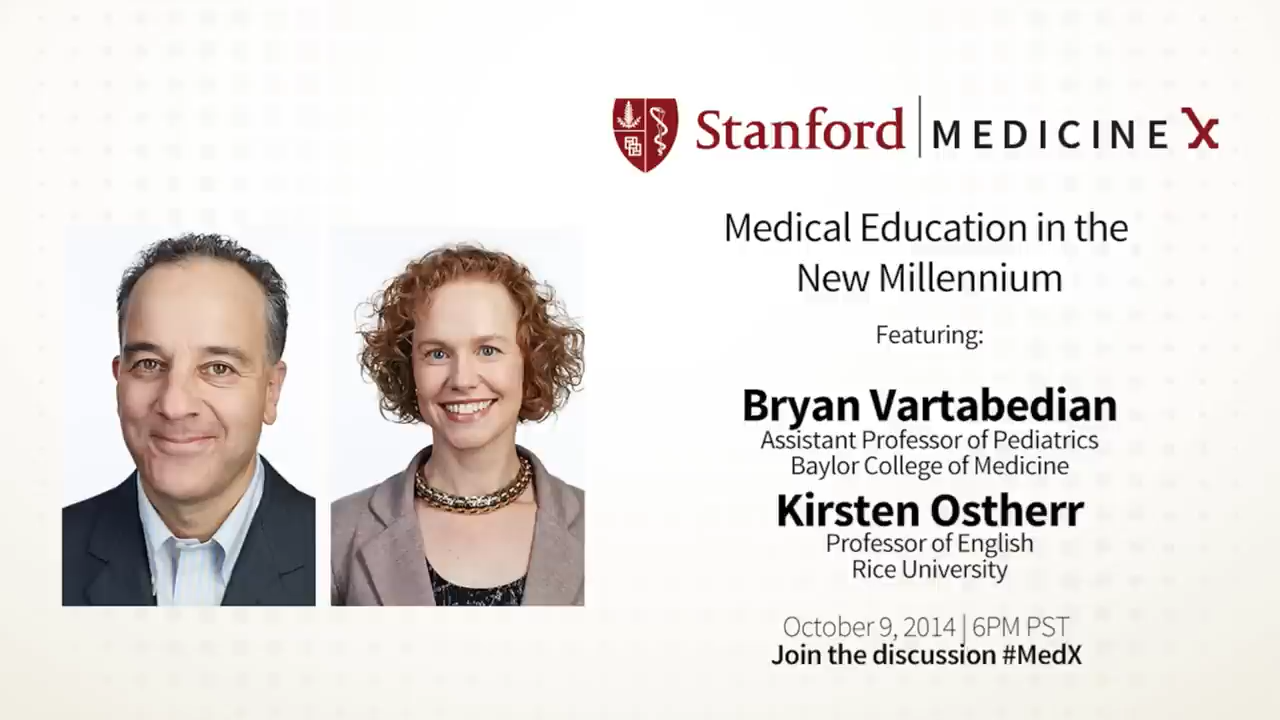 Stanford | MEDICINE X
Medical Education in the
New Millennium
Featuring:
Bryan Vartabedian
Assistant Professor of Pediatrics
Baylor College of Medicine
Kirsten Ostherr
Professor of English
Rice University
October 9, 2014 | 6PM PST
Join the discussion #MedX